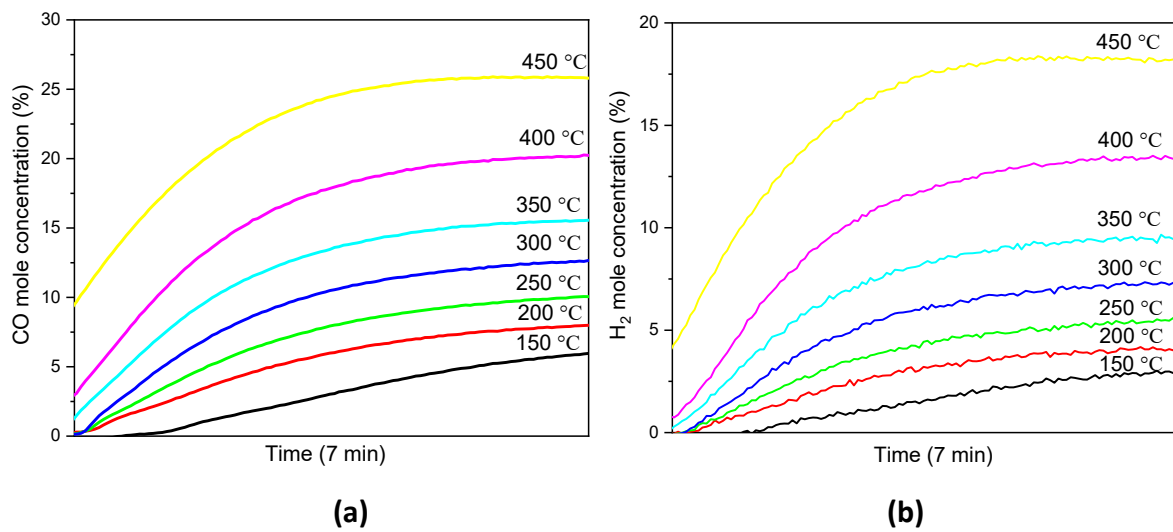 30
25
20
15
10
5
0
CO mole concentration (%)
450 °C
400 °C
350 °C
300 °C
250 °C
200 °C
150 °C
Time (7 min)
(a)
20
15
10
5
0
H₂ mole concentration (%)
450 °C
400 °C
350 °C
300 °C
250 °C
200 °C
150 °C
Time (7 min)
(b)